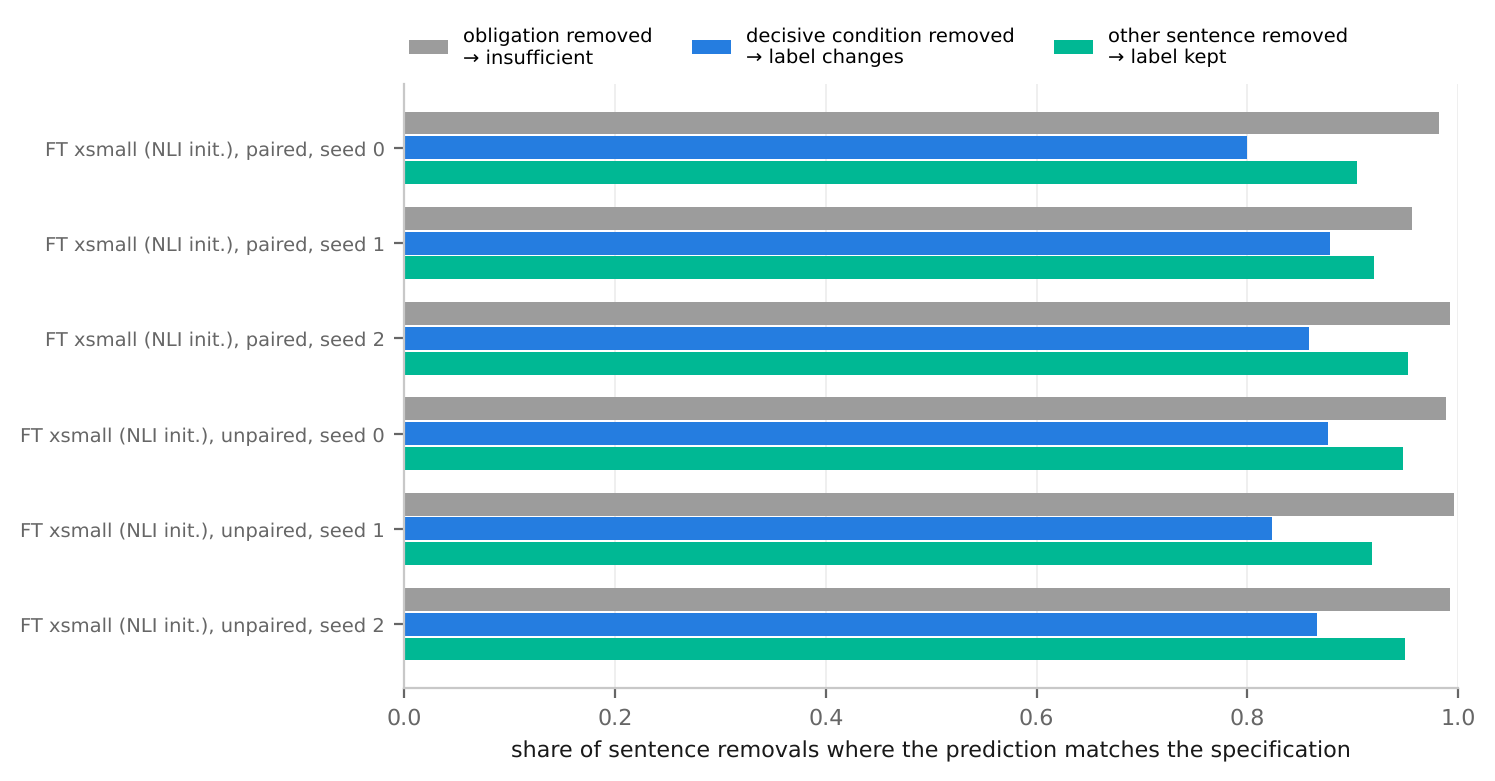 obligation removed
→ insufficient
decisive condition removed
→ label changes
other sentence removed
→ label kept
FT xsmall (NLI init.), paired, seed 0
FT xsmall (NLI init.), paired, seed 1
FT xsmall (NLI init.), paired, seed 2
FT xsmall (NLI init.), unpaired, seed 0
FT xsmall (NLI init.), unpaired, seed 1
FT xsmall (NLI init.), unpaired, seed 2
0.0 0.2 0.4 0.6 0.8 1.0
share of sentence removals where the prediction matches the specification